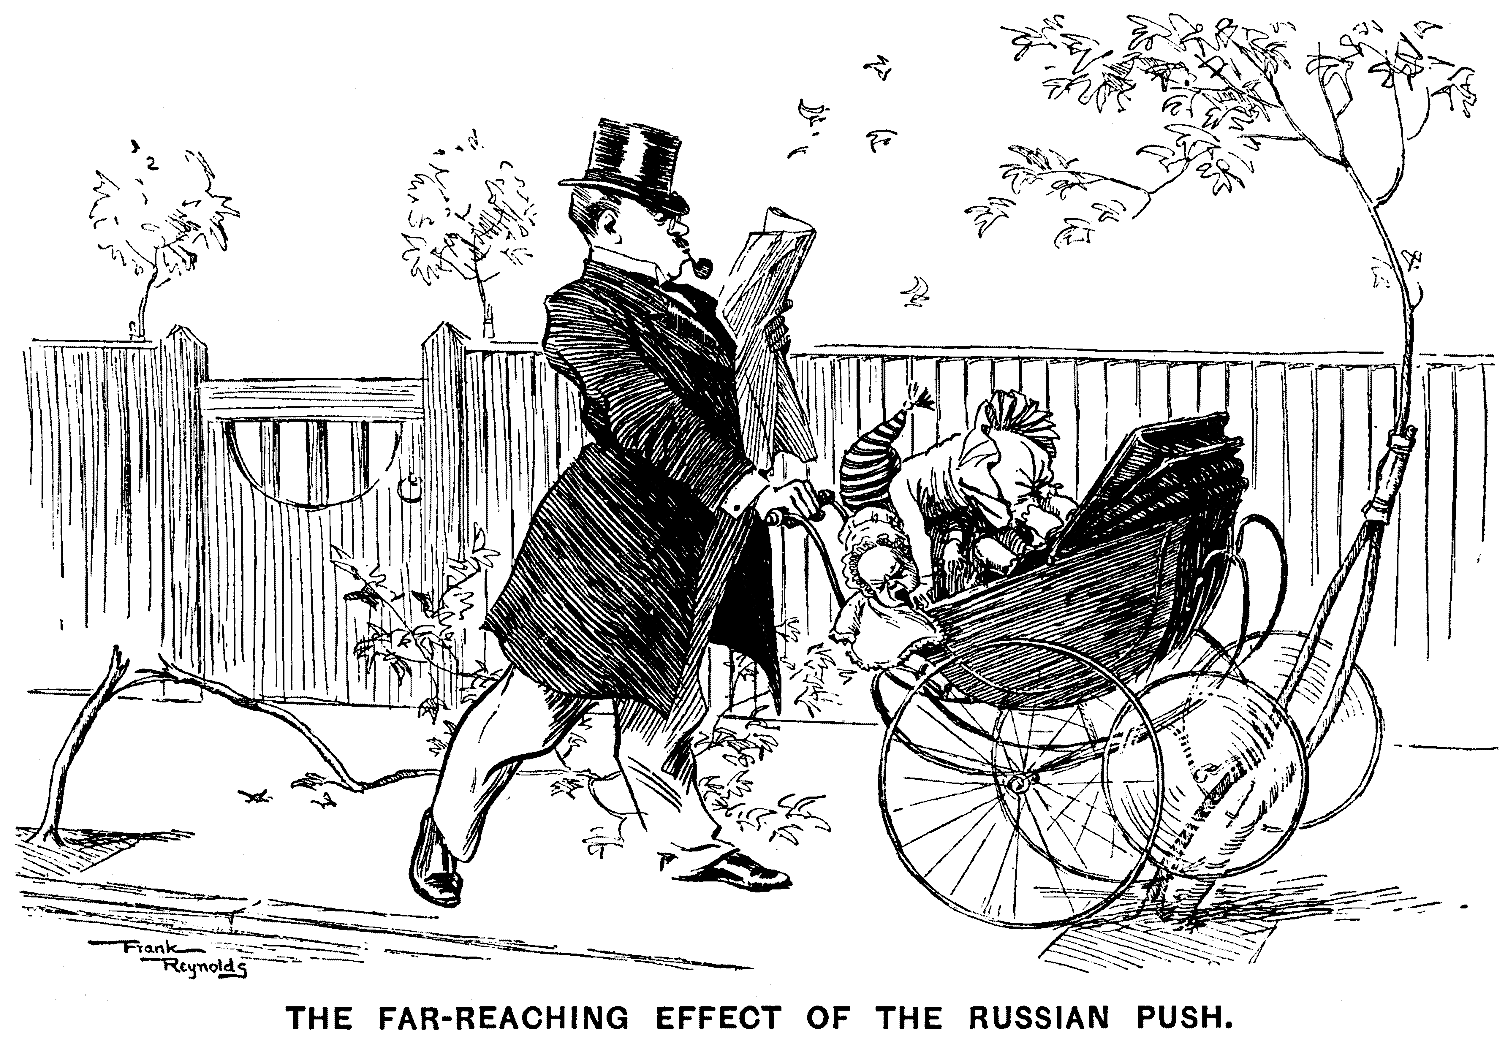 Frank
Reynolds
THE FAR-REACHING EFFECT OF THE RUSSIAN PUSH.